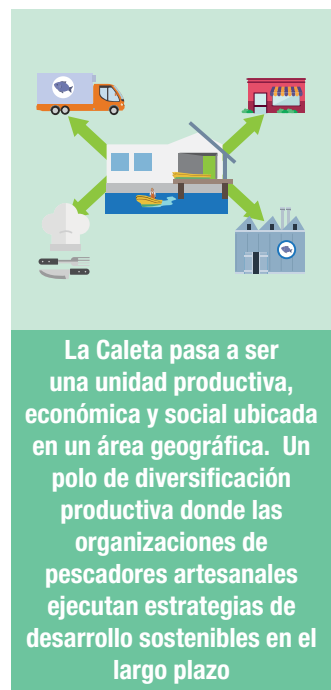 La Caleta pasa a ser
una unidad productiva,
económica y social ubicada
en un área geográfica.  Un
polo de diversificación
productiva donde las
organizaciones de
pescadores artesanales
ejecutan estrategias de
desarrollo sostenibles en el
largo plazo